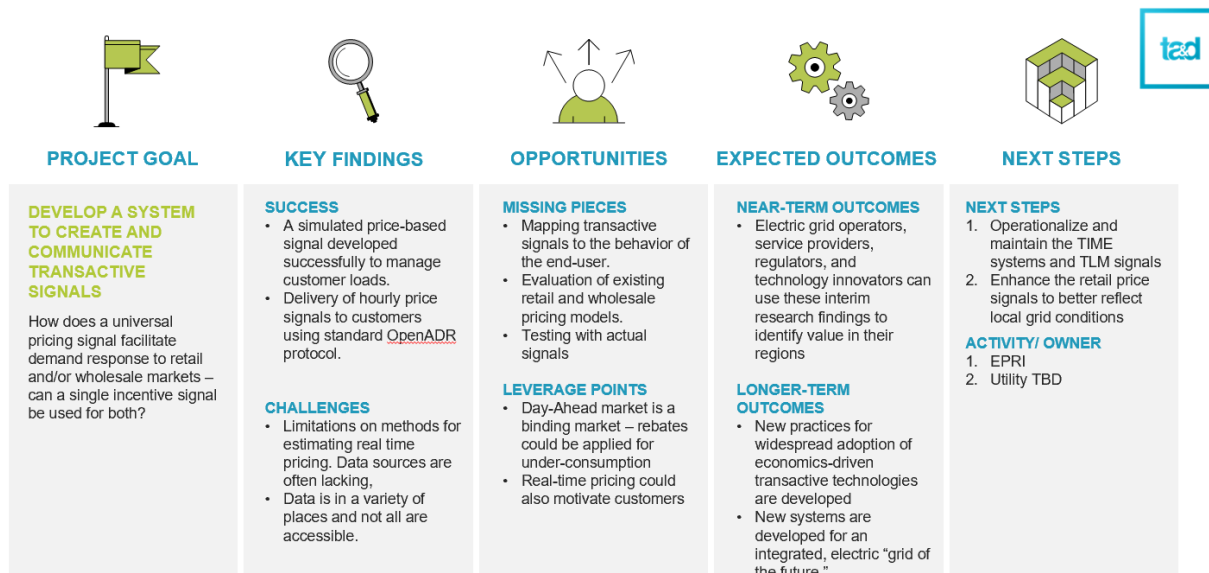 ta&d
PROJECT GOAL
KEY FINDINGS
OPPORTUNITIES
EXPECTED OUTCOMES
NEXT STEPS
DEVELOP A SYSTEM
TO CREATE AND
COMMUNICATE
TRANSACTIVE
SIGNALS
How does a universal
pricing signal facilitate
demand response to retail
and/or wholesale markets –
can a single incentive signal
be used for both?
SUCCESS
• A simulated price-based
signal developed
successfully to manage
customer loads.
• Delivery of hourly price
signals to customers
using standard OpenADR
protocol.
CHALLENGES
• Limitations on methods for
estimating real time
pricing. Data sources are
often lacking,
• Data is in a variety of
places and not all are
accessible.
MISSING PIECES
• Mapping transactive
signals to the behavior of
the end-user.
• Evaluation of existing
retail and wholesale
pricing models.
• Testing with actual
signals
LEVERAGE POINTS
• Day-Ahead market is a
binding market – rebates
could be applied for
under-consumption
• Real-time pricing could
also motivate customers
NEAR-TERM OUTCOMES
• Electric grid operators,
service providers,
regulators, and
technology innovators can
use these interim
research findings to
identify value in their
regions
LONGER-TERM
OUTCOMES
• New practices for
widespread adoption of
economics-driven
transactive technologies
are developed
• New systems are
developed for an
integrated, electric “grid of
the future.”
NEXT STEPS
1. Operationalize and
maintain the TIME
systems and TLM signals
2. Enhance the retail price
signals to better reflect
local grid conditions
ACTIVITY/ OWNER
1. EPRI
2. Utility TBD